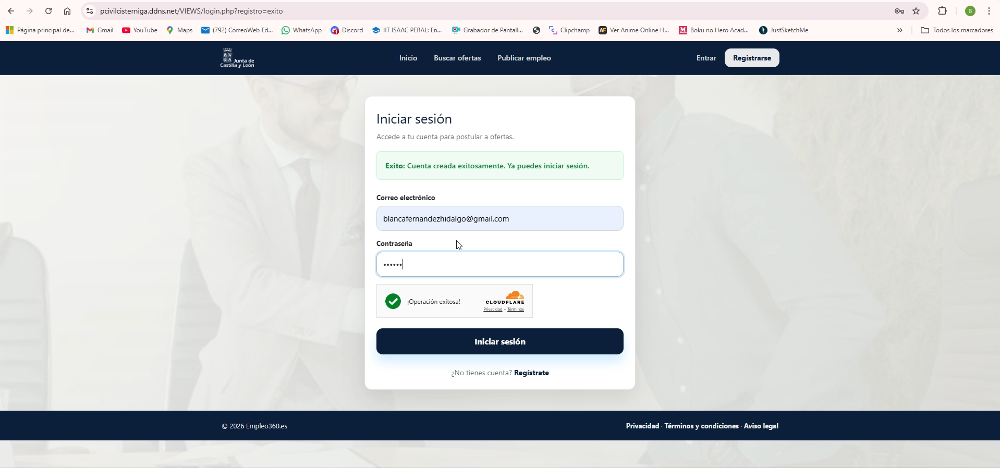 pcivilcisterniga.ddns.net/VIEWS/login.php?registro=exito
B
Página principal de...
Gmail
YouTube
Maps
(792) CorreoWeb Ed...
WhatsApp
Discord
IIT ISAAC PERAL: En...
Grabador de Pantall...
Clipchamp
Ver Anime Online H...
Boku no Hero Acad...
JustSketchMe
»
Todos los marcadores
Junta de
Castilla y León
Inicio
Buscar ofertas
Publicar empleo
Entrar
Registrarse
Iniciar sesión
Accede a tu cuenta para postular a ofertas.
Exito: Cuenta creada exitosamente. Ya puedes iniciar sesión.
Correo electrónico
blancafernandezhidalgo@gmail.com
Contraseña
••••••
¡Operación exitosa!
CLOUDFLARE
Privacidad • Términos
Iniciar sesión
¿No tienes cuenta? Regístrate
© 2026 Empleo360.es
Privacidad · Términos y condiciones · Aviso legal